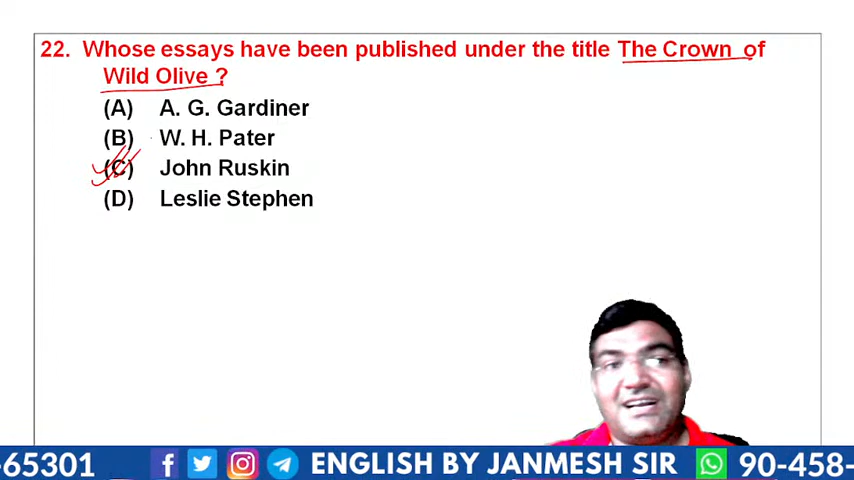 22. Whose essays have been published under the title The Crown of
Wild Olive ?
(A) A. G. Gardiner
(B) W. H. Pater
(C) John Ruskin
(D) Leslie Stephen
-65301 ENGLISH BY JANMESH SIR 90-458-